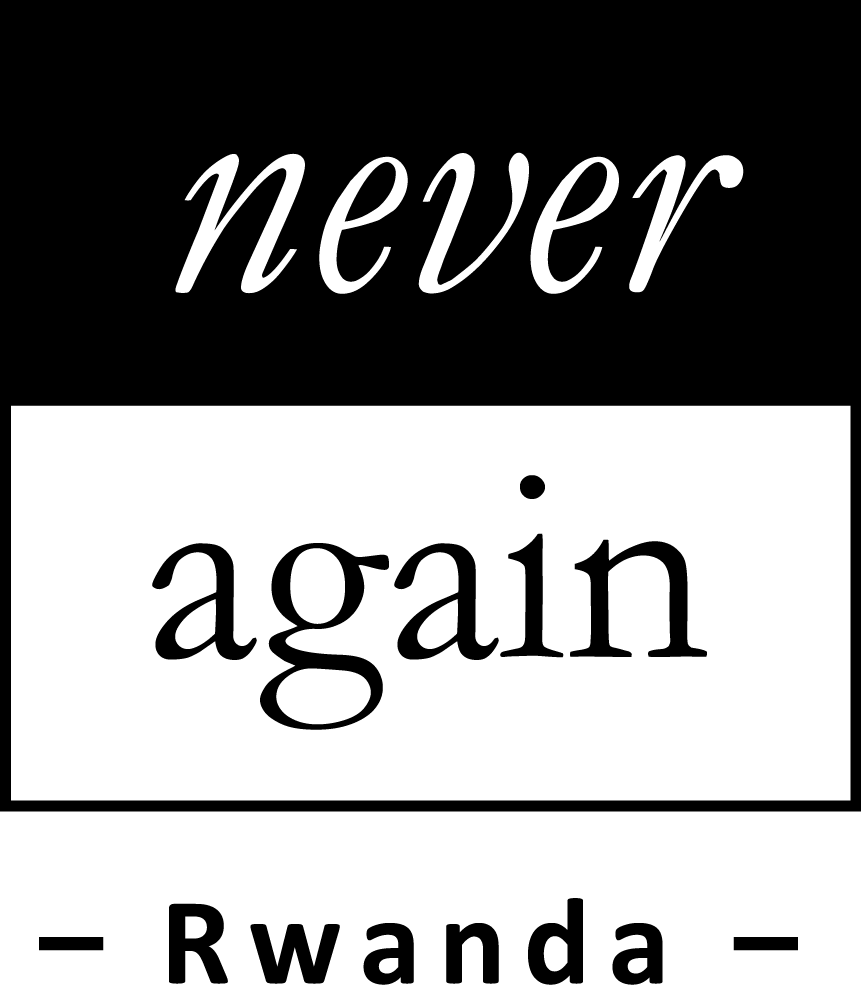 never
again
– Rwanda –